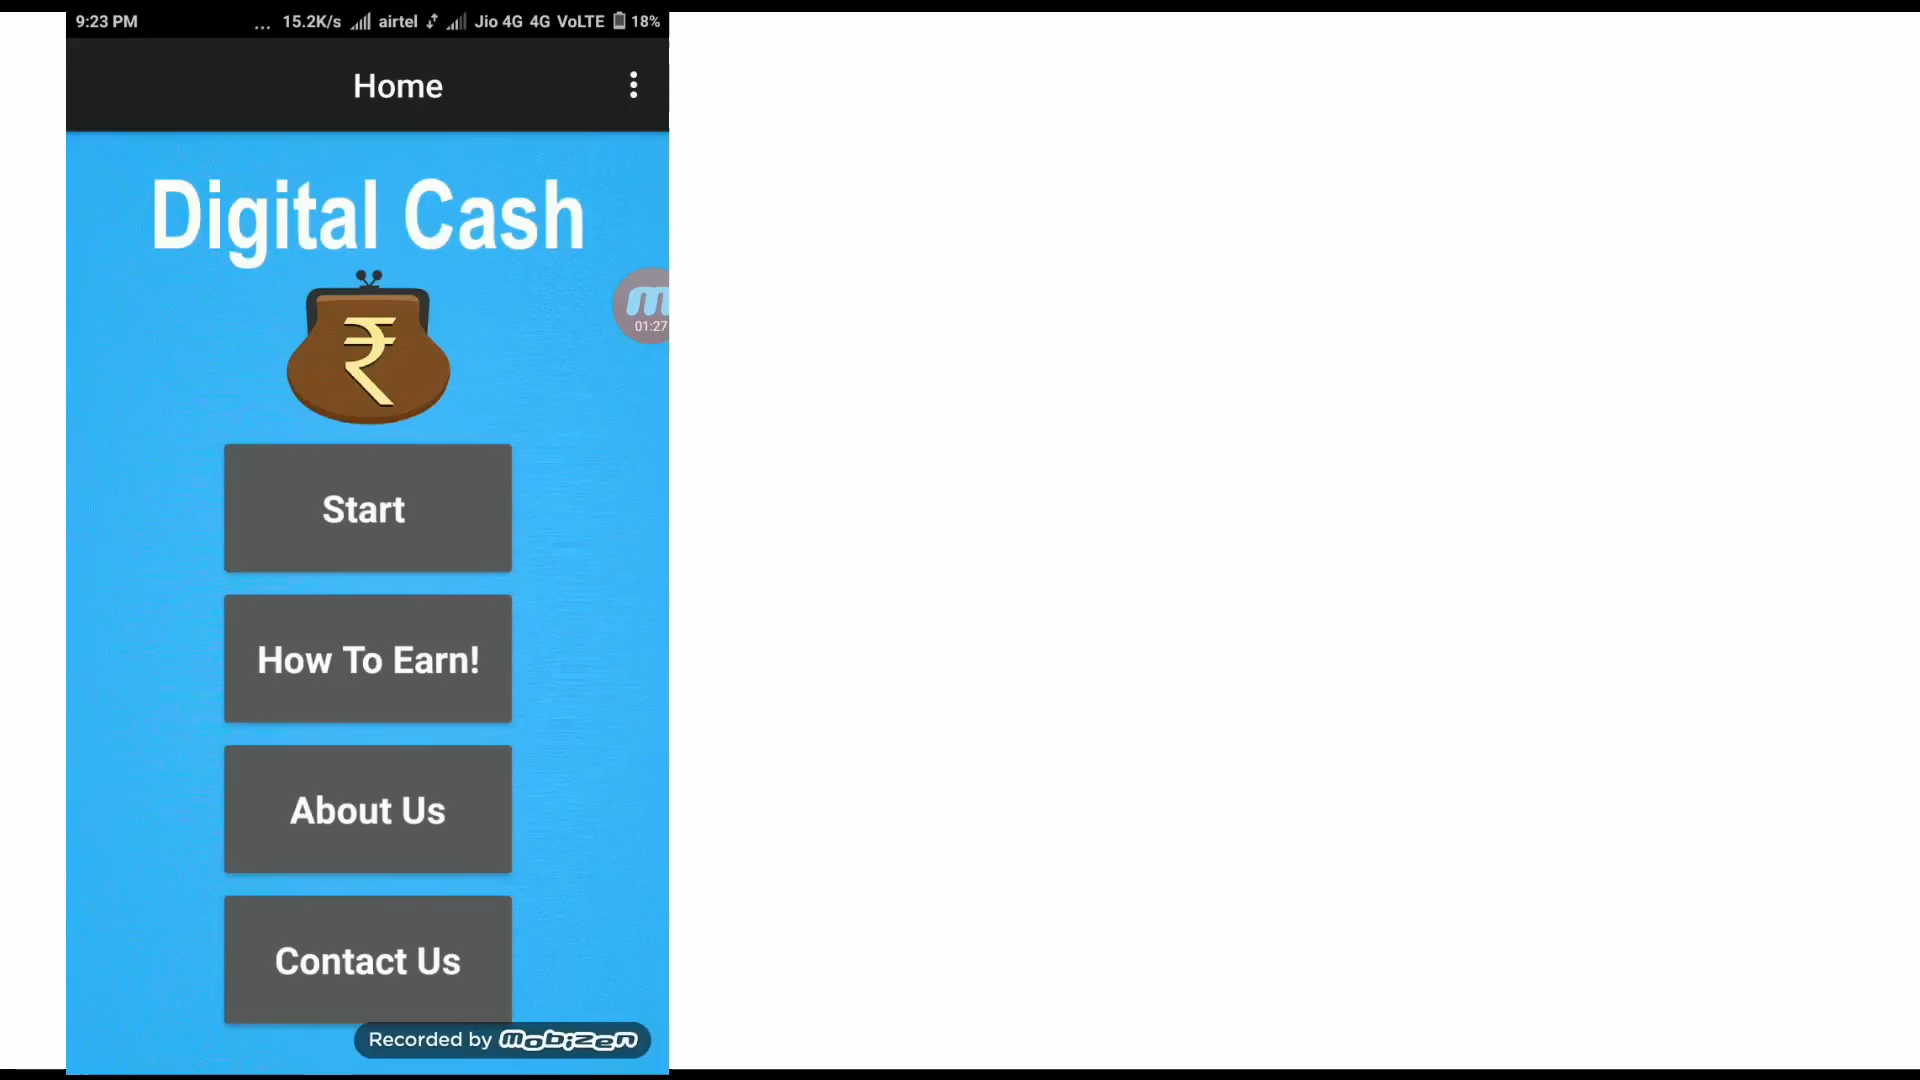 9:23 PM ... 15.2K/s airtel Jio 4G 4G VoLTE 18%
Home
Digital Cash
₹
m
01:27
Start
How To Earn!
About Us
Contact Us
Recorded by mobizen